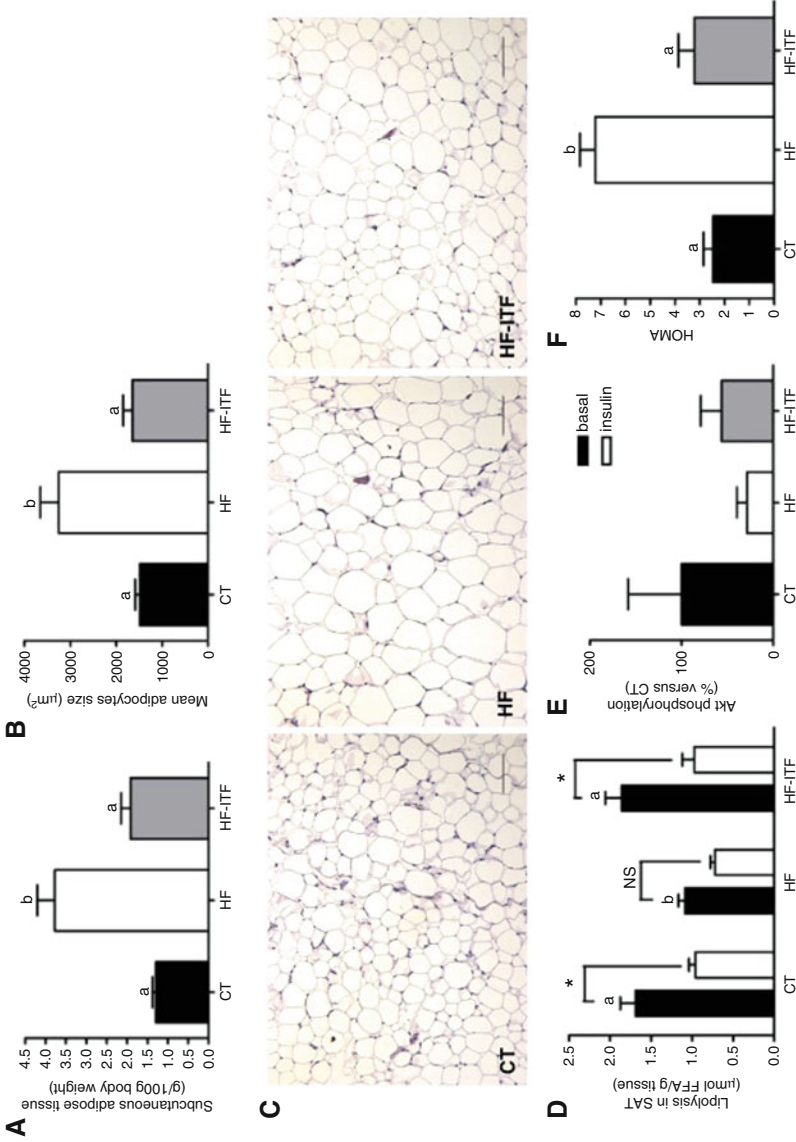 A
Subcutaneous adipose tissue
(g/100g body weight)
4.5
4.0
3.5
3.0
2.5
2.0
1.5
1.0
0.5
0.0
a
b
a
CT
HF
HF-ITF
B
Mean adipocytes size (μm²)
4000
3000
2000
1000
0
a
b
a
CT
HF
HF-ITF
C
CT
HF
HF-ITF
D
Lipolysis in SAT
(μmol FFA/g tissue)
2.5
2.0
1.5
1.0
0.5
0.0
*
a
NS
b
*
a
CT
HF
HF-ITF
E
Akt phosphorylation
(% versus CT)
200
100
0
basal
insulin
CT
HF
HF-ITF
F
HOMA
8
7
6
5
4
3
2
1
0
a
b
a
CT
HF
HF-ITF